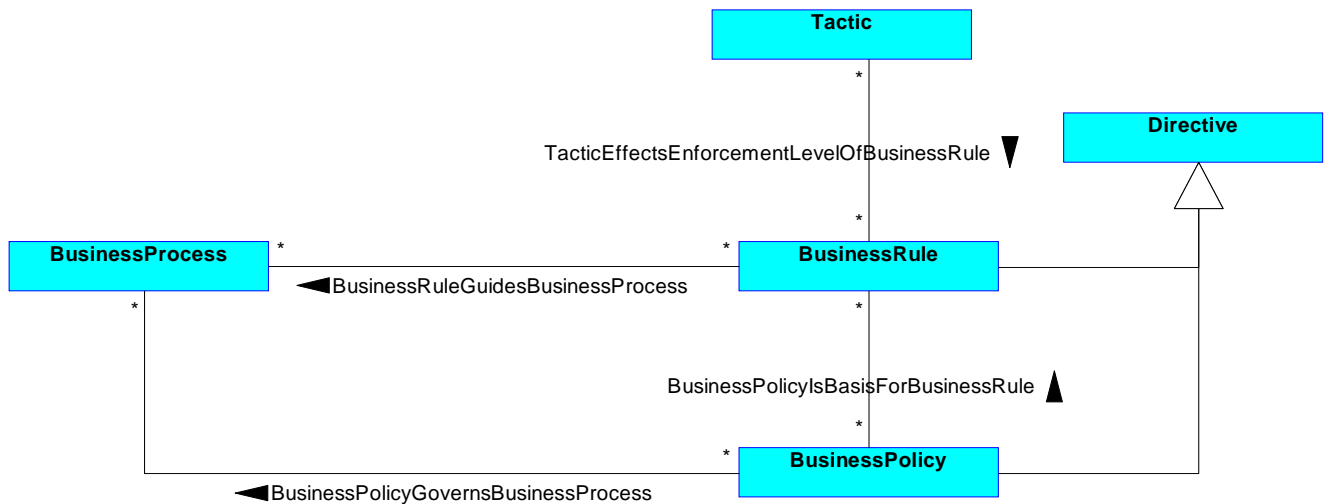 Tactic
*
Directive
TacticEffectsEnforcementLevelOfBusinessRule
*
BusinessProcess
*
*
BusinessRule
BusinessRuleGuidesBusinessProcess
*
*
BusinessPolicyIsBasisForBusinessRule
*
*
BusinessPolicy
BusinessPolicyGovernsBusinessProcess